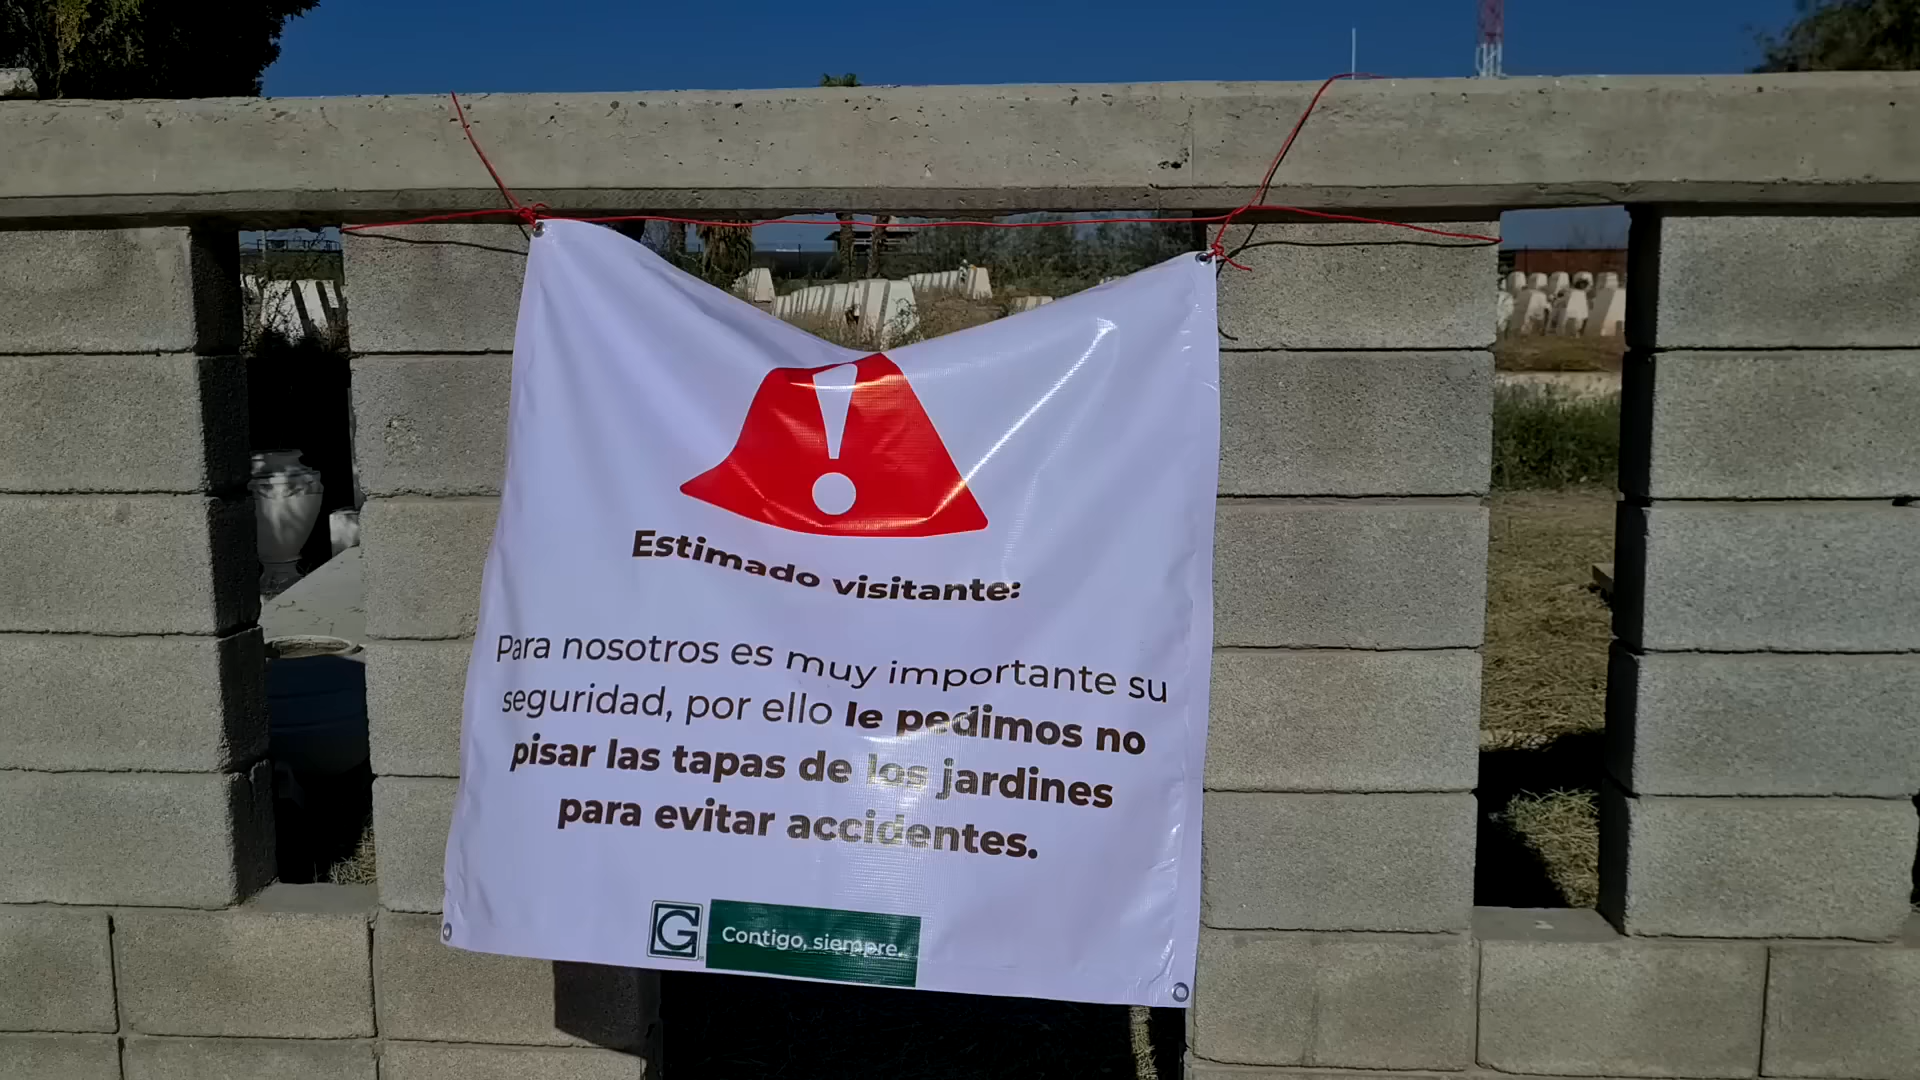 !
Estimado visitante:
Para nosotros es muy importante su
seguridad, por ello le pedimos no
pisar las tapas de los jardines
para evitar accidentes.
G Contigo, siempre.